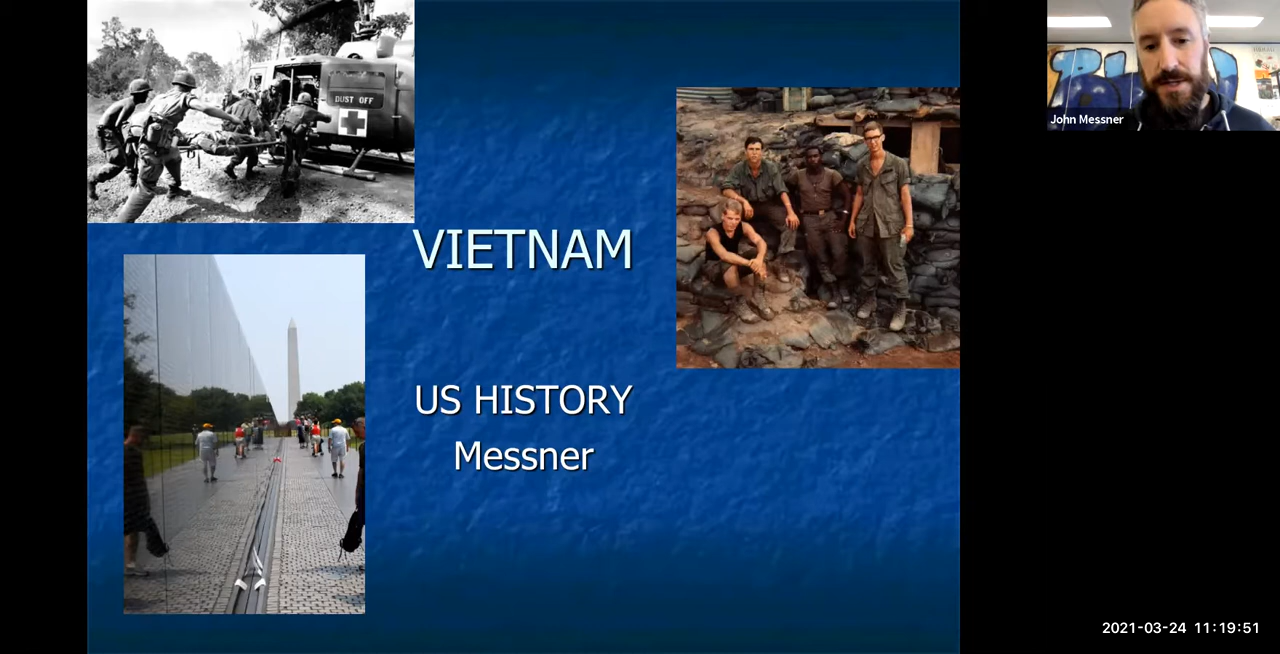 DUST OFF
VIETNAM
US HISTORY
Messner
John Messner
2021-03-24 11:19:51